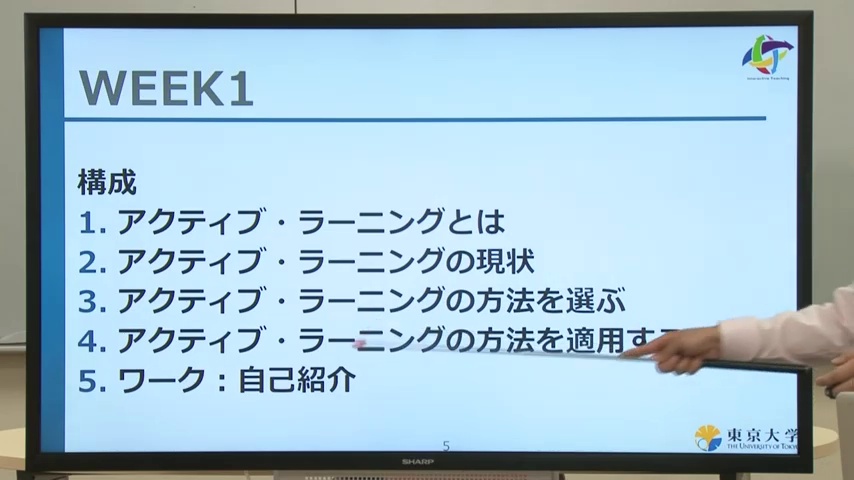 WEEK1
Interactive Teaching
構成
1. アクティブ・ラーニングとは
2. アクティブ・ラーニングの現状
3. アクティブ・ラーニングの方法を選ぶ
4. アクティブ・ラーニングの方法を適用す
5. ワーク：自己紹介
5
東京大学
THE UNIVERSITY OF TOKYO
SHARP